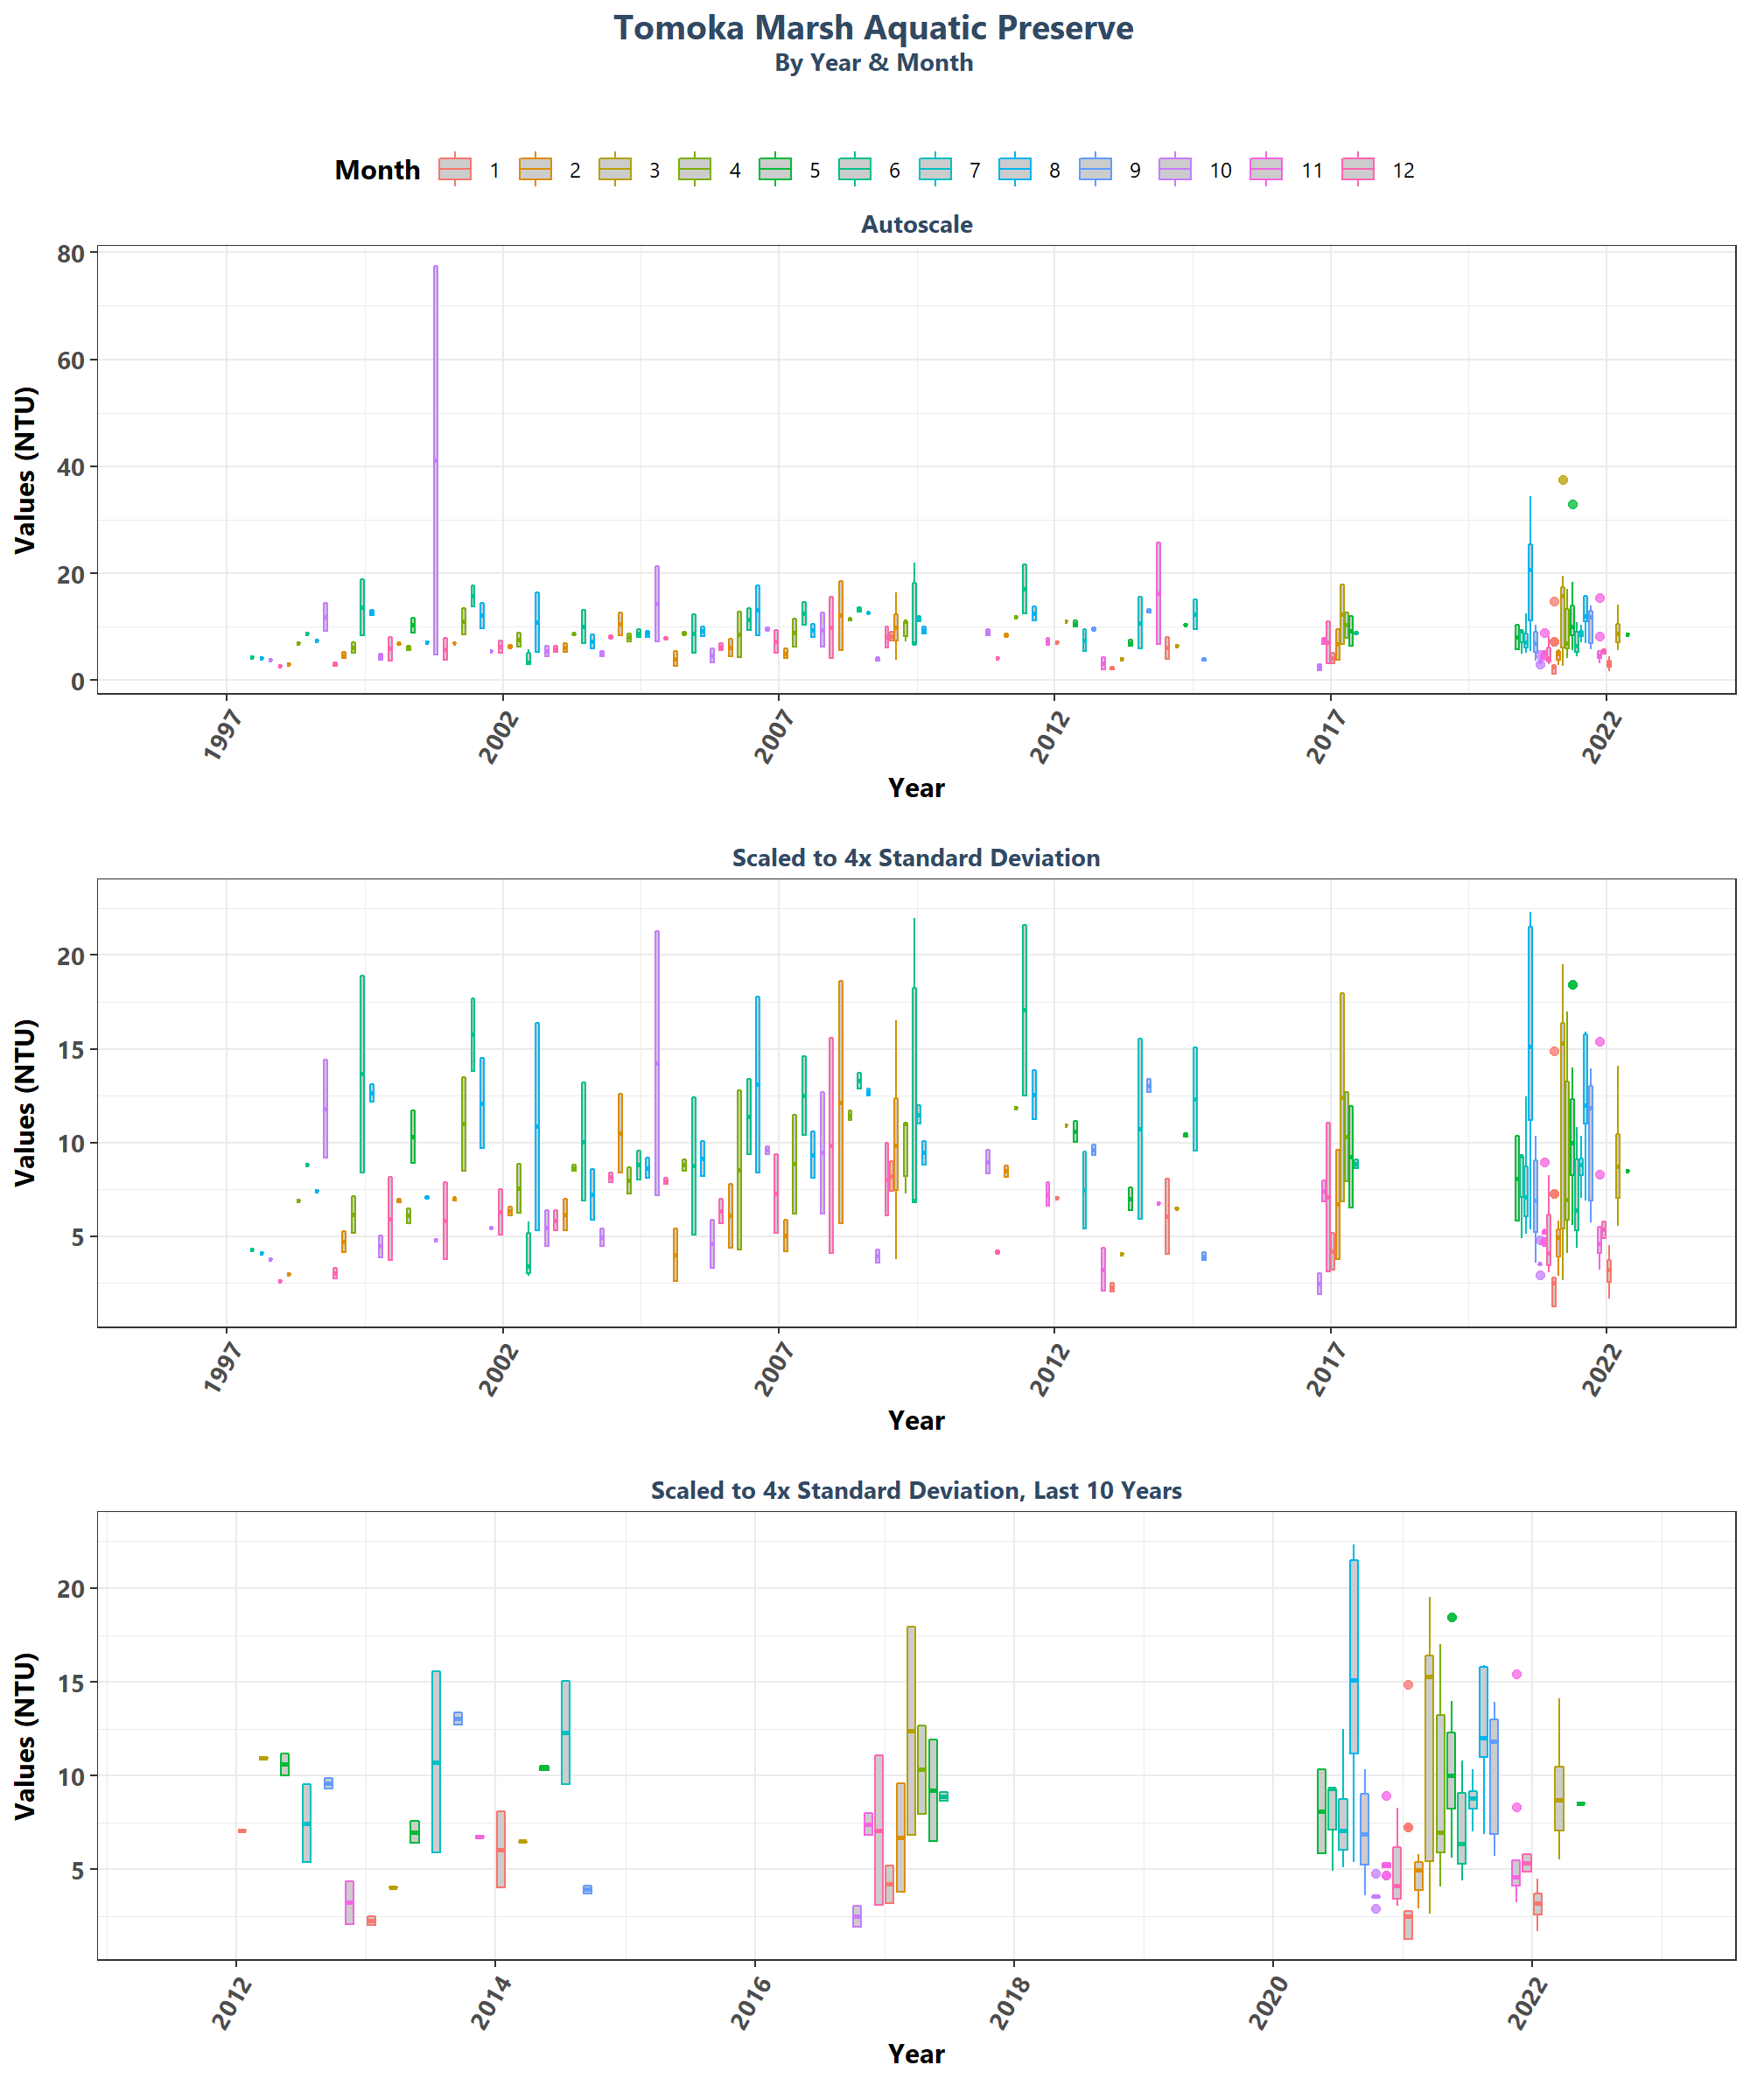 Tomoka Marsh Aquatic Preserve
By Year & Month
Month 1 2 3 4 5 6 7 8 9 10 11 12
Autoscale
Values (NTU)
80
60
40
20
0
1997 2002 2007 2012 2017 2022
Year
Scaled to 4x Standard Deviation
Values (NTU)
20
15
10
5
1997 2002 2007 2012 2017 2022
Year
Scaled to 4x Standard Deviation, Last 10 Years
Values (NTU)
20
15
10
5
2012 2014 2016 2018 2020 2022
Year